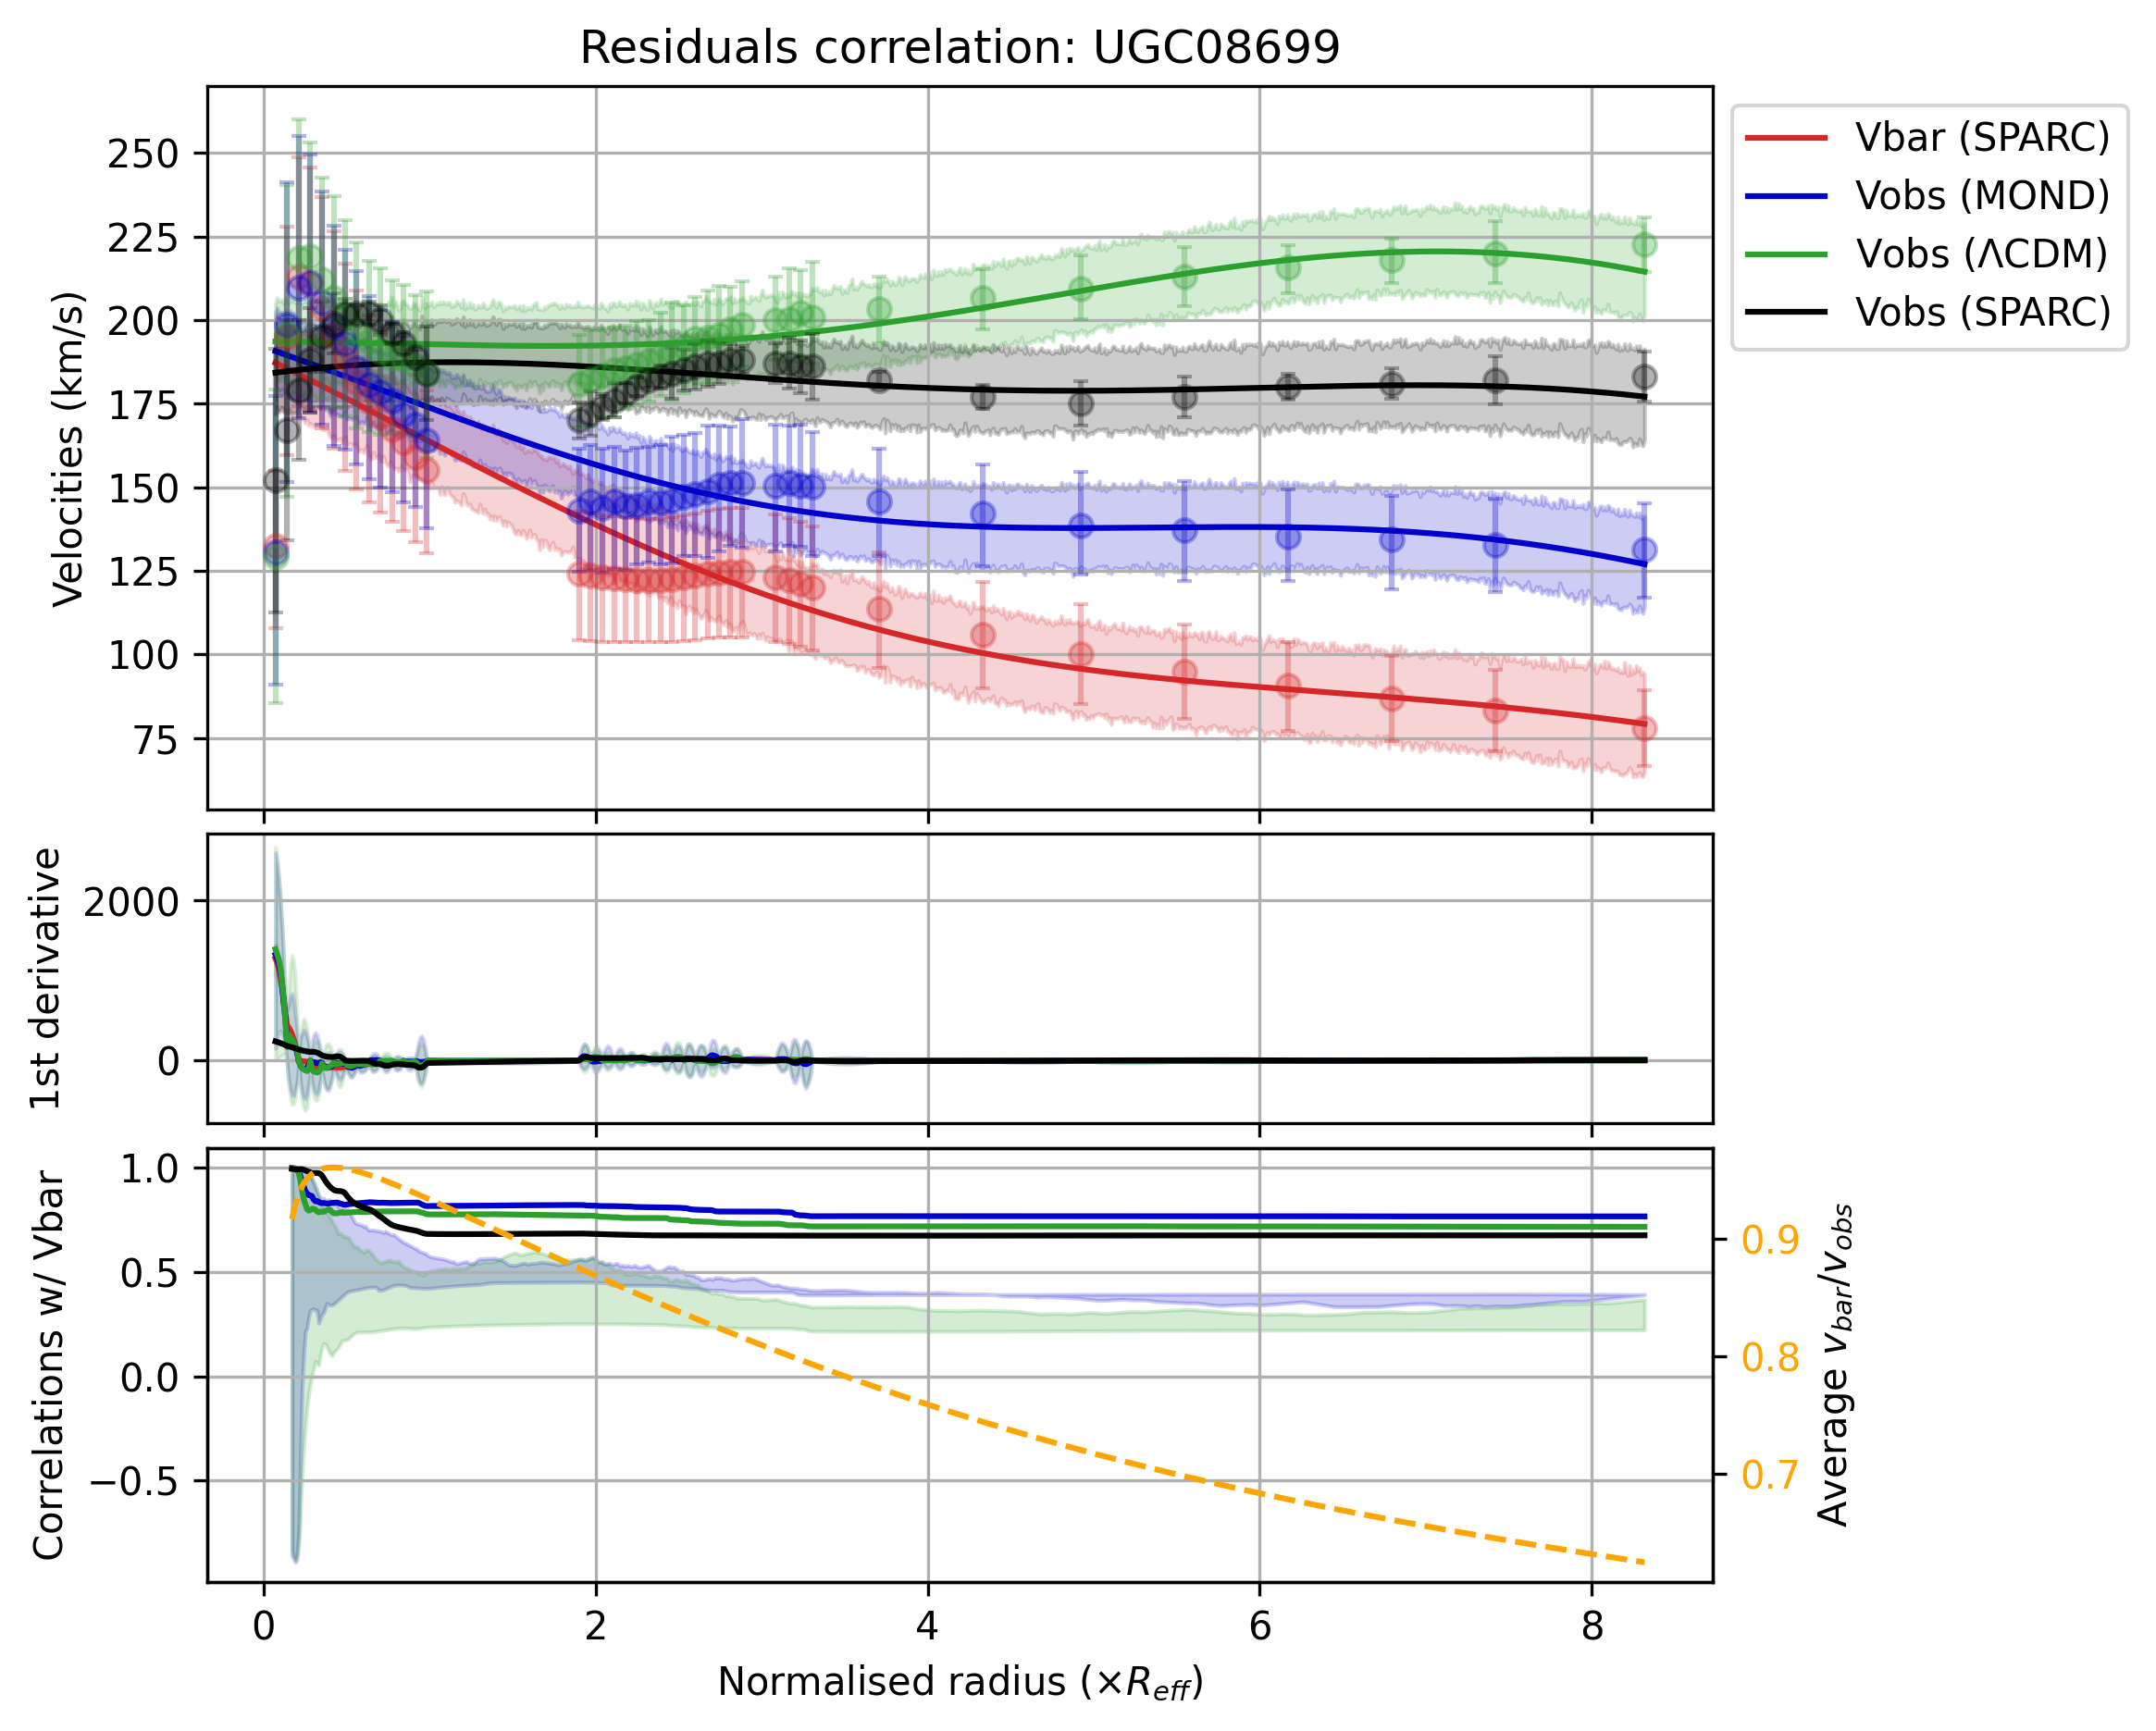 Residuals correlation: UGC08699
Velocities (km/s)
250
225
200
175
150
125
100
75
Vbar (SPARC)
Vobs (MOND)
Vobs (ΛCDM)
Vobs (SPARC)
1st derivative
2000
0
Correlations w/ Vbar
1.0
0.5
0.0
−0.5
0.9
0.8
0.7
Average v_bar/v_obs
0 2 4 6 8
Normalised radius (×R_eff)